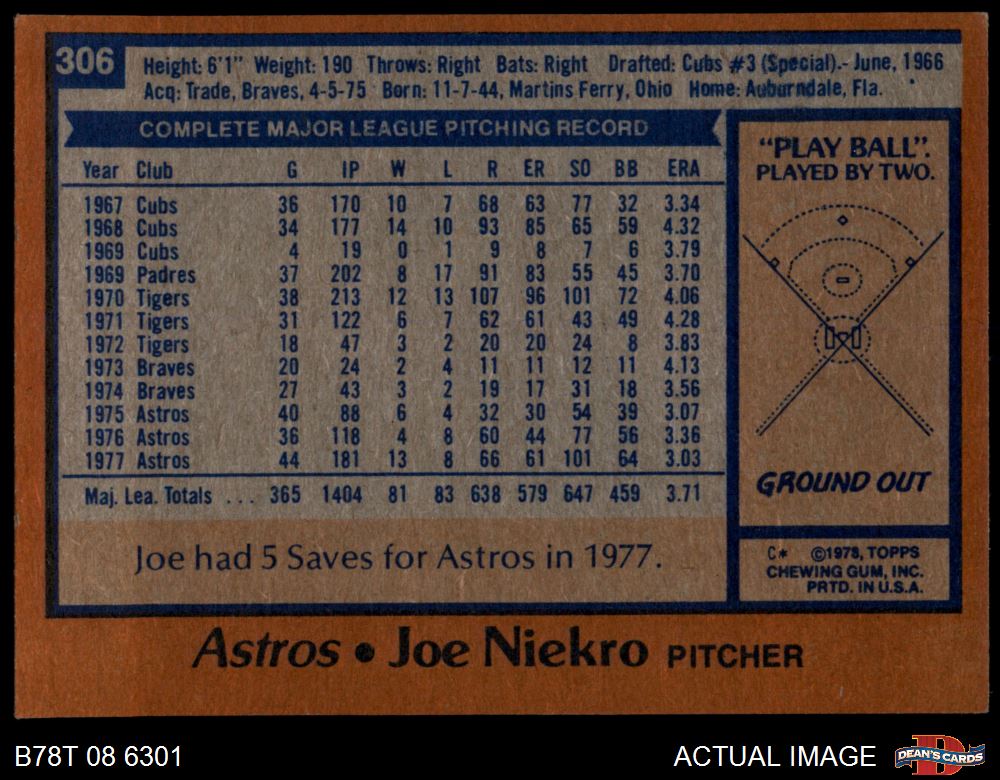 306
Height: 6'1" Weight: 190 Throws: Right Bats: Right Drafted: Cubs #3 (Special).- June, 1966
Acq: Trade, Braves, 4-5-75 Born: 11-7-44, Martins Ferry, Ohio Home: Auburndale, Fla.
COMPLETE MAJOR LEAGUE PITCHING RECORD
Year Club G IP W L R ER SO BB ERA
1967 Cubs 36 170 10 7 68 63 77 32 3.34
1968 Cubs 34 177 14 10 93 85 65 59 4.32
1969 Cubs 4 19 0 1 9 8 7 6 3.79
1969 Padres 37 202 8 17 91 83 55 45 3.70
1970 Tigers 38 213 12 13 107 96 101 72 4.06
1971 Tigers 31 122 6 7 62 61 43 49 4.28
1972 Tigers 18 47 3 2 20 20 24 8 3.83
1973 Braves 20 24 2 4 11 11 12 11 4.13
1974 Braves 27 43 3 2 19 17 31 18 3.56
1975 Astros 40 88 6 4 32 30 54 39 3.07
1976 Astros 36 118 4 8 60 44 77 56 3.36
1977 Astros 44 181 13 8 66 61 101 64 3.03
Maj. Lea. Totals ... 365 1404 81 83 638 579 647 459 3.71
Joe had 5 Saves for Astros in 1977.
"PLAY BALL".
PLAYED BY TWO.
GROUND OUT
C* ©1978, TOPPS
CHEWING GUM, INC.
PRTD. IN U.S.A.
Astros • Joe Niekro PITCHER
B78T 08 6301
ACTUAL IMAGE
DEAN'S CARDS